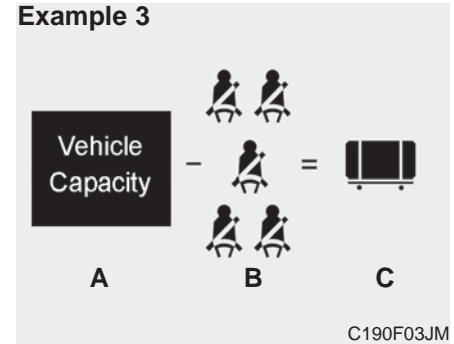 Example 3
Vehicle
Capacity
-
=
A
B
C
C190F03JM